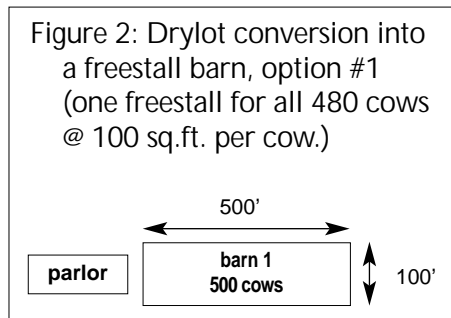 Figure 2: Drylot conversion into
a freestall barn, option #1
(one freestall for all 480 cows
@ 100 sq.ft. per cow.)
500’
parlor
barn 1
500 cows
100’